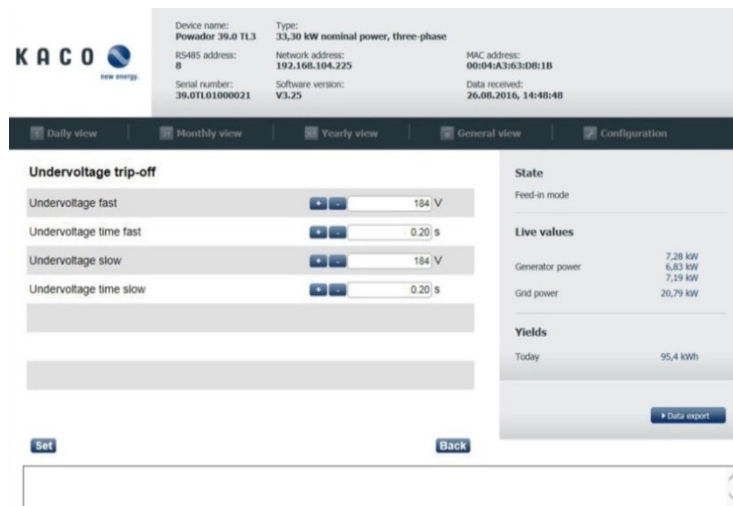 KACO
new energy.
Device name:
Powador 39.0 TL3
Type:
33,30 kW nominal power, three-phase
RS485 address:
8
Network address:
192.168.104.225
MAC address:
00:04:A3:63:D8:1B
Serial number:
39.0TL01000021
Software version:
V3.25
Data received:
26.08.2016, 14:48:48
Daily view
Monthly view
Yearly view
General view
Configuration
Undervoltage trip-off
Undervoltage fast + - 184 V
Undervoltage time fast + - 0.20 s
Undervoltage slow + - 184 V
Undervoltage time slow + - 0.20 s
Set
Back
State
Feed-in mode
Live values
Generator power
7,28 kW
6,83 kW
7,19 kW
Grid power 20,79 kW
Yields
Today 95,4 kWh
Data export